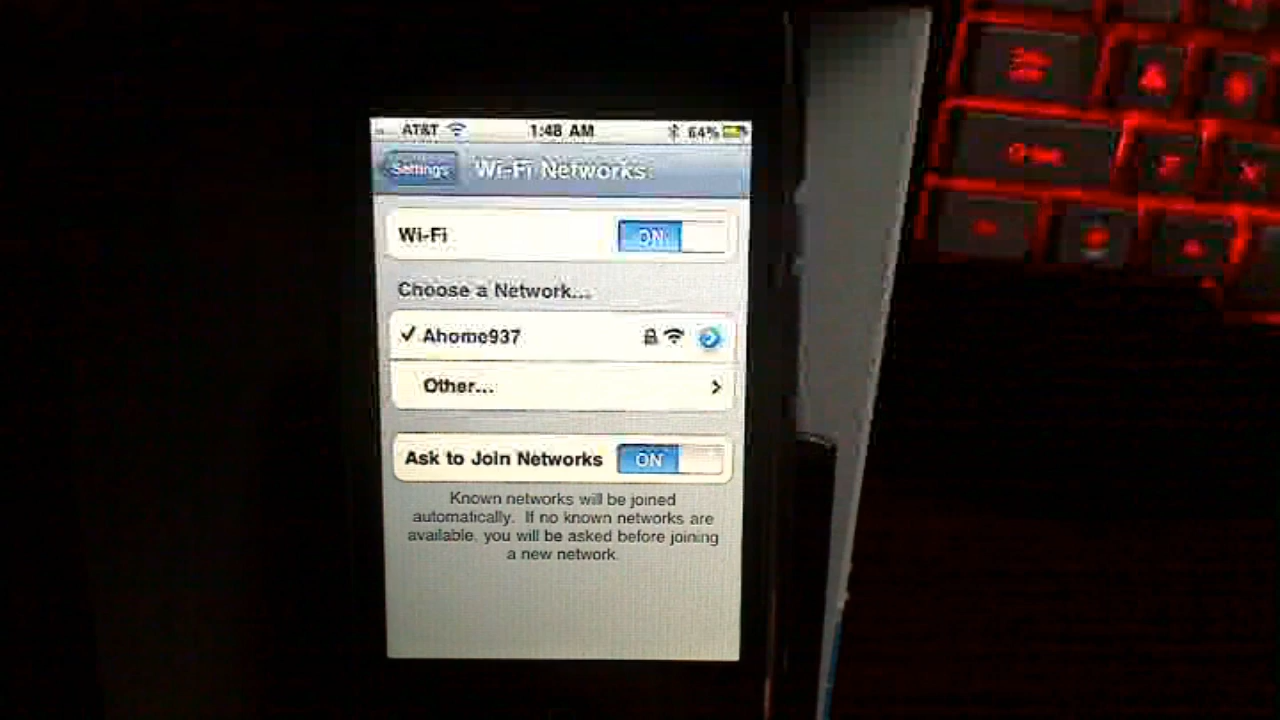 AT&T 1:48 AM 64%
Settings Wi-Fi Networks
Wi-Fi ON
Choose a Network...
✓ Ahome937
Other... >
Ask to Join Networks ON
Known networks will be joined
automatically. If no known networks are
available, you will be asked before joining
a new network.